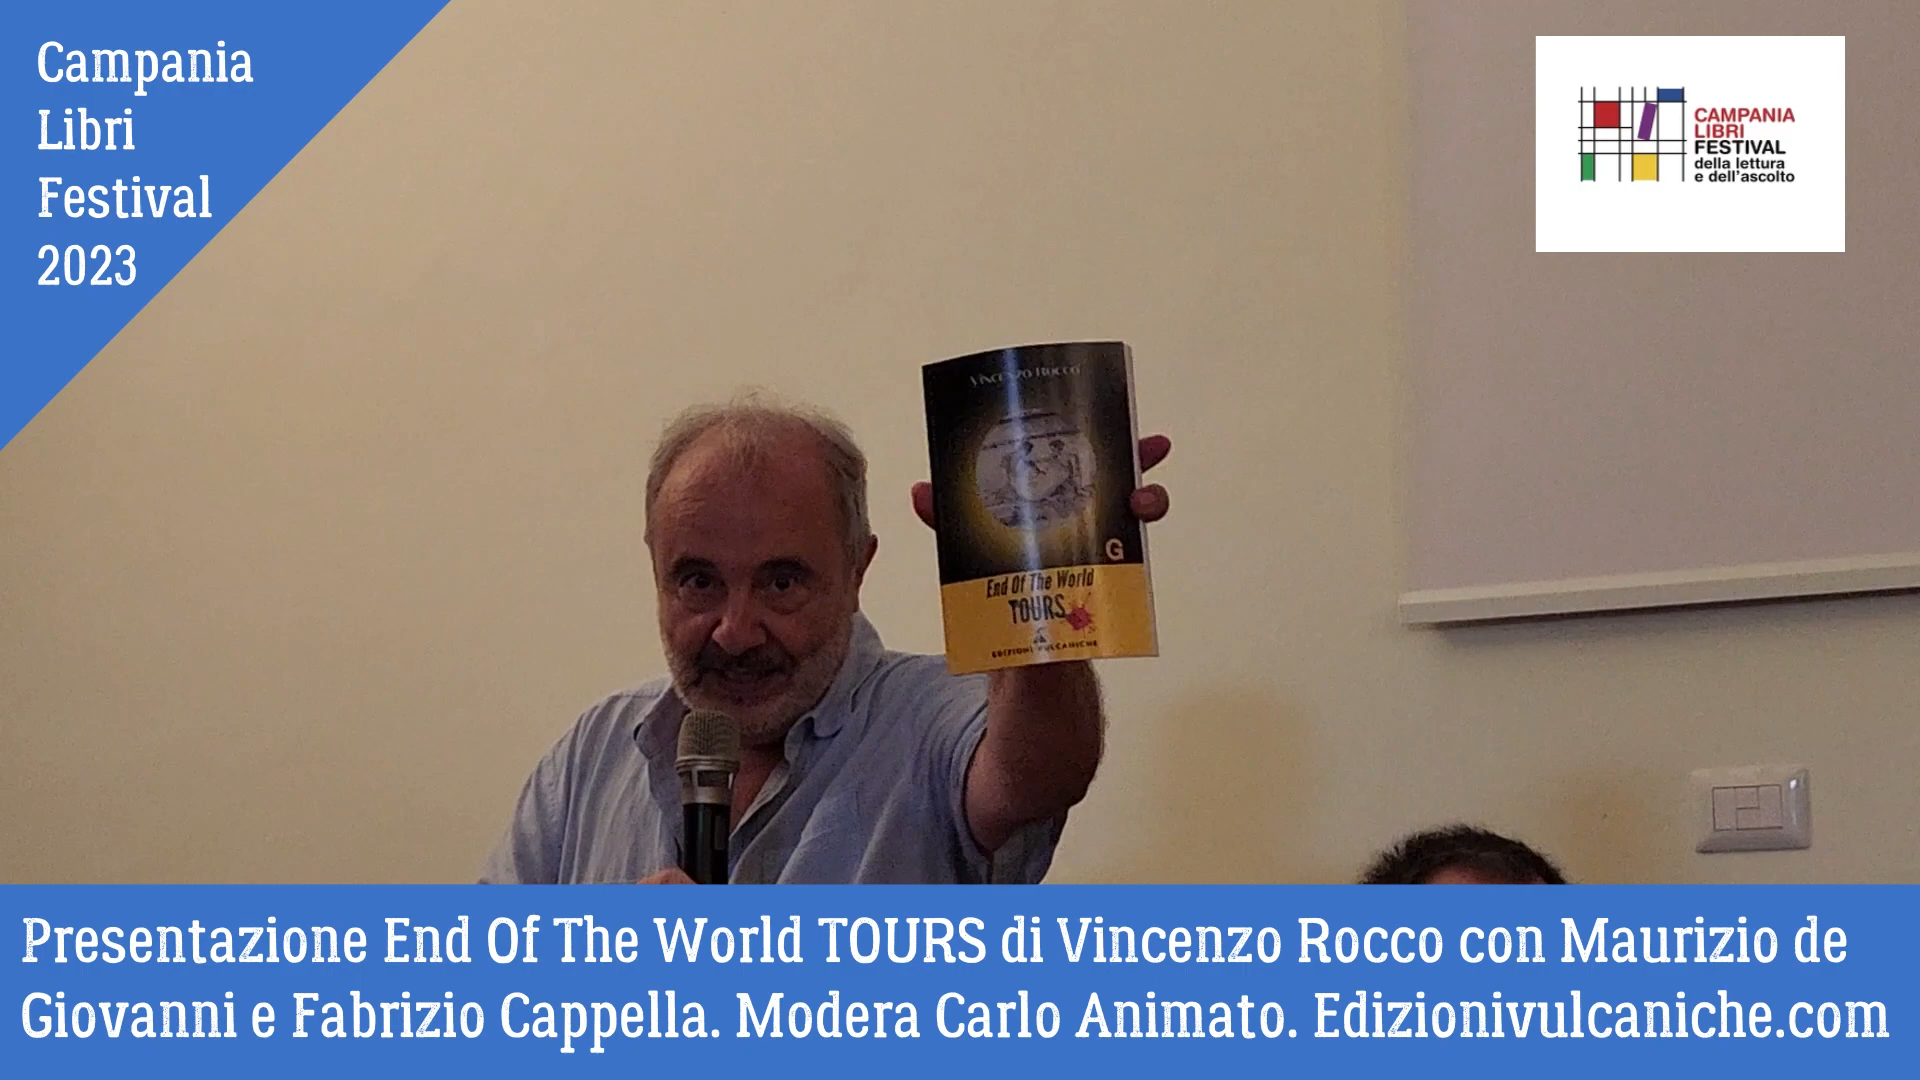 Campania
Libri
Festival
2023
CAMPANIA
LIBRI
FESTIVAL
della lettura
e dell'ascolto
Vincenzo Rocco
G
End Of The World
TOURS
EDIZIONI VULCANICHE
Presentazione End Of The World TOURS di Vincenzo Rocco con Maurizio de
Giovanni e Fabrizio Cappella. Modera Carlo Animato. Edizionivulcaniche.com